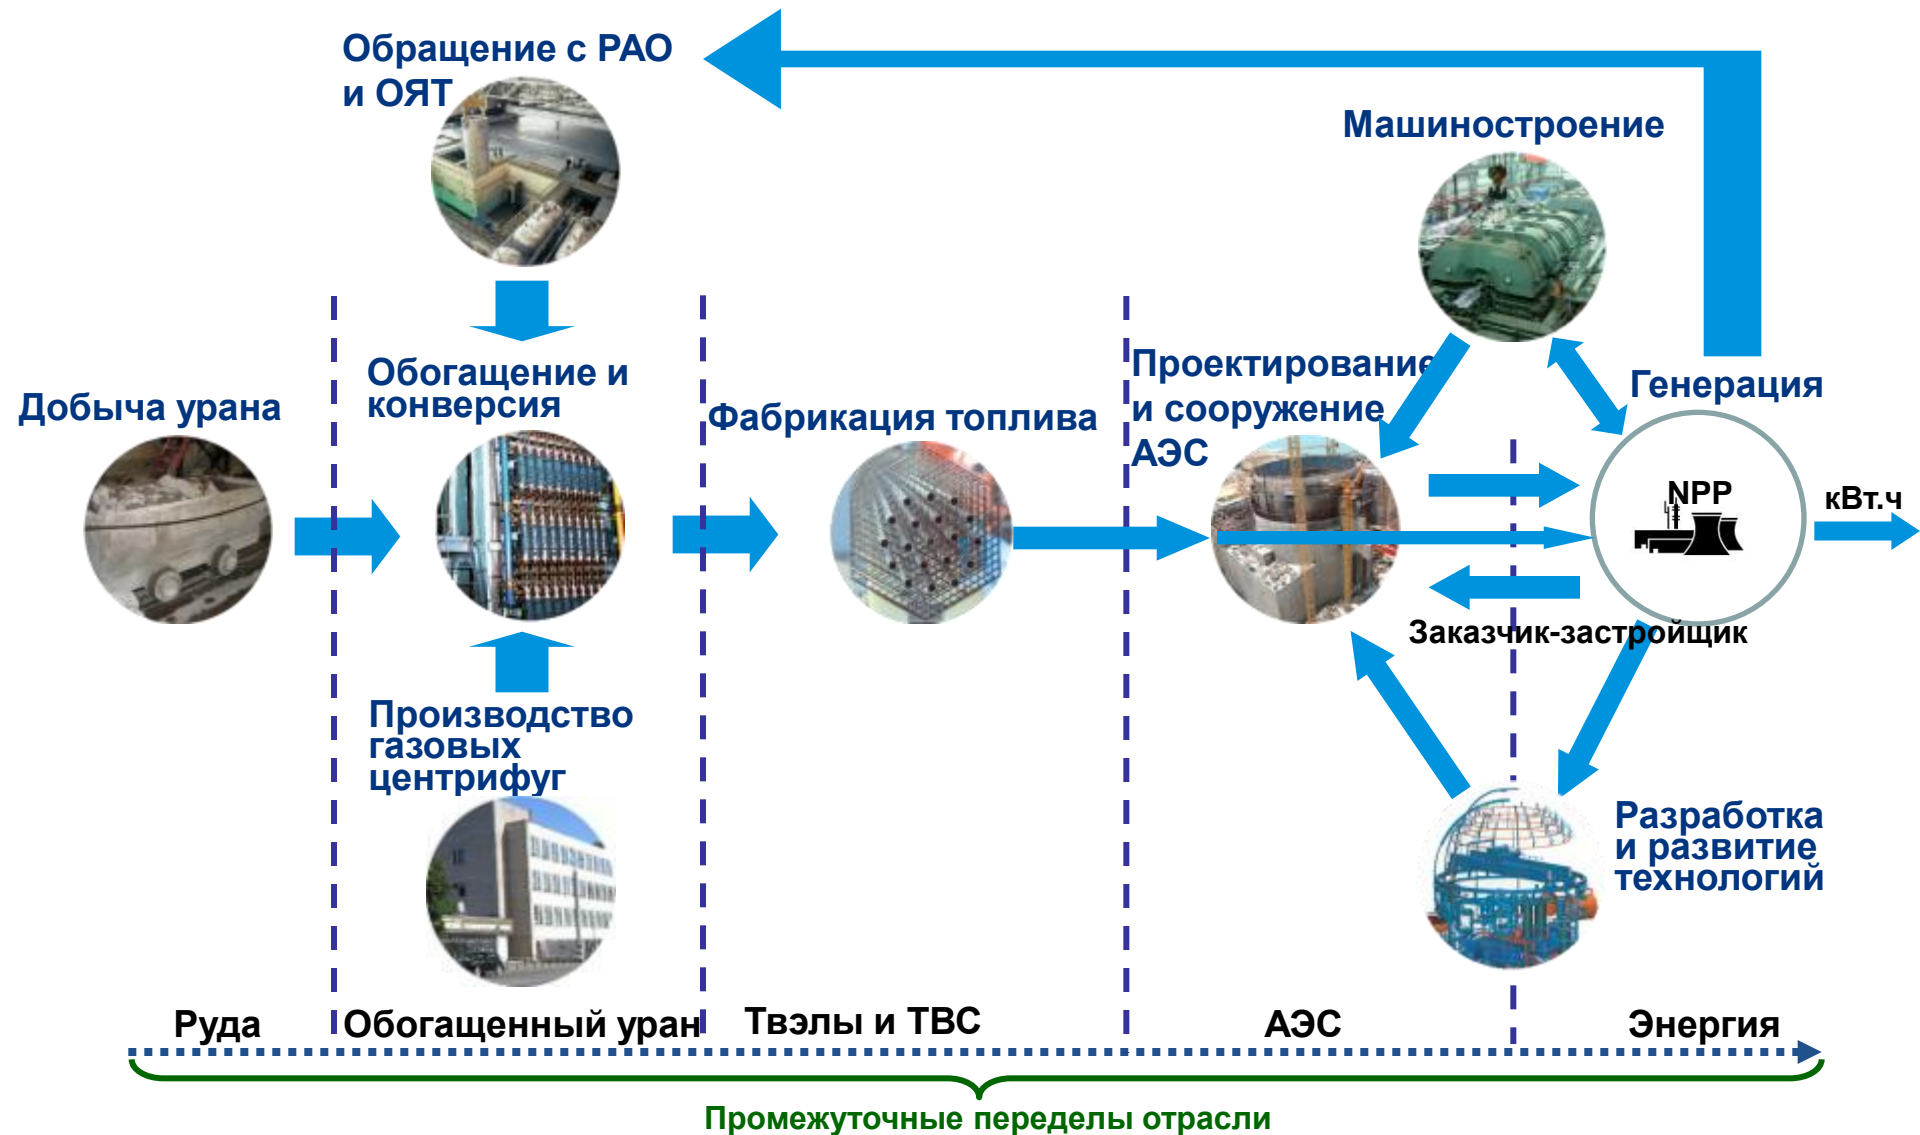 Обращение с РАО
и ОЯТ
Машиностроение
Обогащение и
конверсия
Проектирование
и сооружение
АЭС
Генерация
Добыча урана
Фабрикация топлива
NPP
кВт.ч
Заказчик-застройщик
Производство
газовых
центрифуг
Разработка
и развитие
технологий
Руда
Обогащенный уран
Твэлы и ТВС
АЭС
Энергия
Промежуточные переделы отрасли